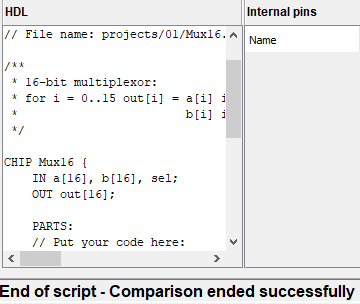 HDL
Internal pins
// File name: projects/01/Mux16.
Name
/**
 * 16-bit multiplexor:
 * for i = 0..15 out[i] = a[i] i
 *                        b[i] i
 */
CHIP Mux16 {
    IN a[16], b[16], sel;
    OUT out[16];
    PARTS:
    // Put your code here:
End of script - Comparison ended successfully